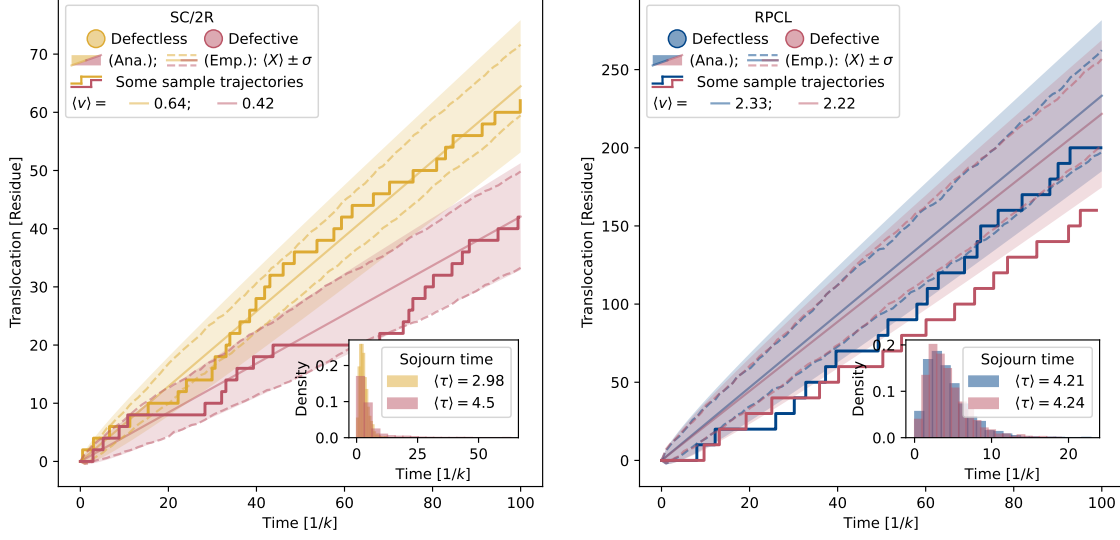 SC/2R
Defectless Defective
(Ana.); (Emp.): ⟨X⟩ ± σ
Some sample trajectories
⟨v⟩ = 0.64; 0.42
Translocation [Residue]
70
60
50
40
30
20
10
0
0 20 40 60 80 100
Time [1/k]
Sojourn time
⟨τ⟩ = 2.98
⟨τ⟩ = 4.5
Density
0.2
0.1
0.0
0 25 50
Time [1/k]
RPCL
Defectless Defective
(Ana.); (Emp.): ⟨X⟩ ± σ
Some sample trajectories
⟨v⟩ = 2.33; 2.22
Translocation [Residue]
250
200
150
100
50
0
0 20 40 60 80 100
Time [1/k]
Sojourn time
⟨τ⟩ = 4.21
⟨τ⟩ = 4.24
Density
0.2
0.1
0.0
0 10 20
Time [1/k]